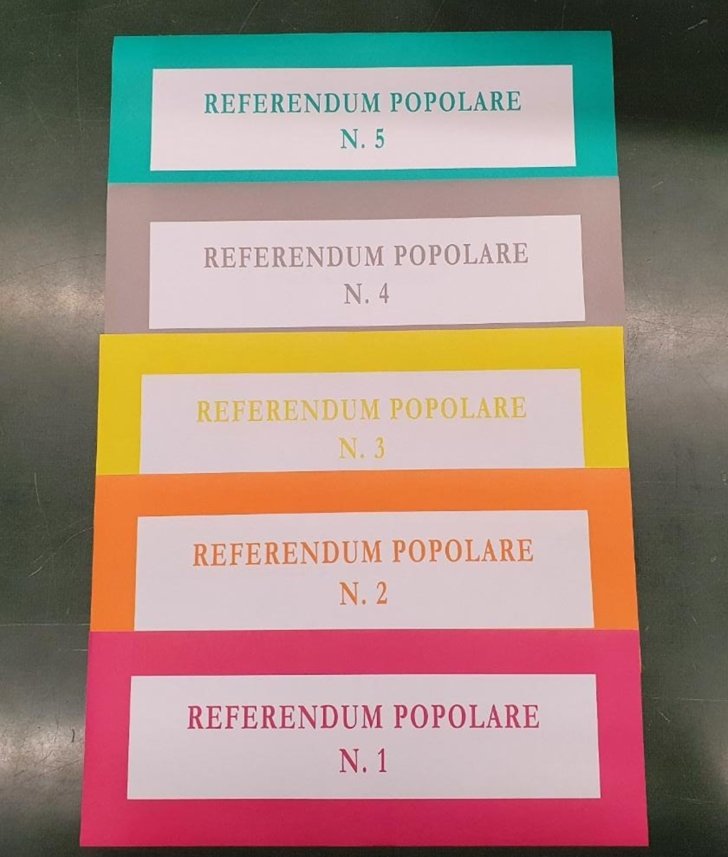 REFERENDUM POPOLARE
N. 5
REFERENDUM POPOLARE
N. 4
REFERENDUM POPOLARE
N. 3
REFERENDUM POPOLARE
N. 2
REFERENDUM POPOLARE
N. 1